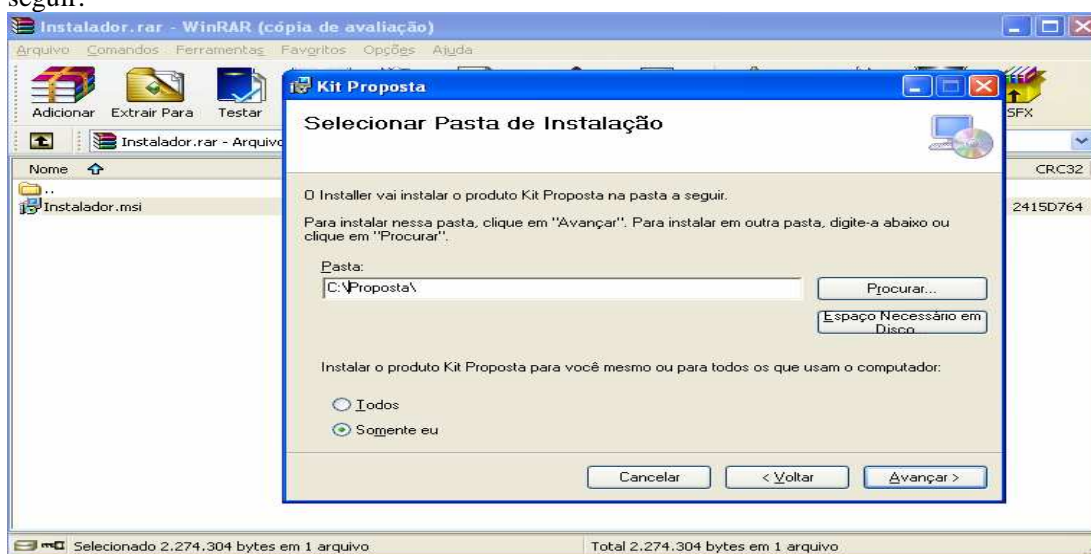 seguir:
Instalador.rar - WinRAR (cópia de avaliação)
Arquivo Comandos Ferramentas Favoritos Opções Ajuda
Adicionar Extrair Para Testar SFX
Instalador.rar - Arquivo
Nome CRC32
..
Instalador.msi 2415D764
Kit Proposta
Selecionar Pasta de Instalação
O Installer vai instalar o produto Kit Proposta na pasta a seguir.
Para instalar nessa pasta, clique em "Avançar". Para instalar em outra pasta, digite-a abaixo ou
clique em "Procurar".
Pasta:
C:\Proposta\
Procurar...
Espaço Necessário em
Disco...
Instalar o produto Kit Proposta para você mesmo ou para todos os que usam o computador:
Todos
Somente eu
Cancelar < Voltar Avançar >
Selecionado 2.274.304 bytes em 1 arquivo Total 2.274.304 bytes em 1 arquivo